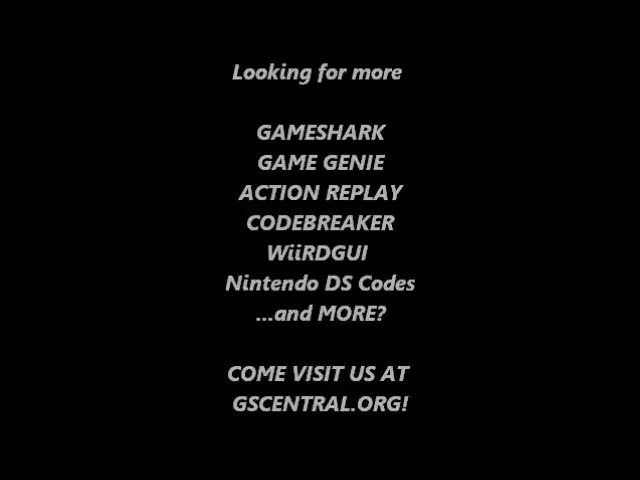 Looking for more
GAMESHARK
GAME GENIE
ACTION REPLAY
CODEBREAKER
WiiRDGUI
Nintendo DS Codes
...and MORE?
COME VISIT US AT
GSCENTRAL.ORG!